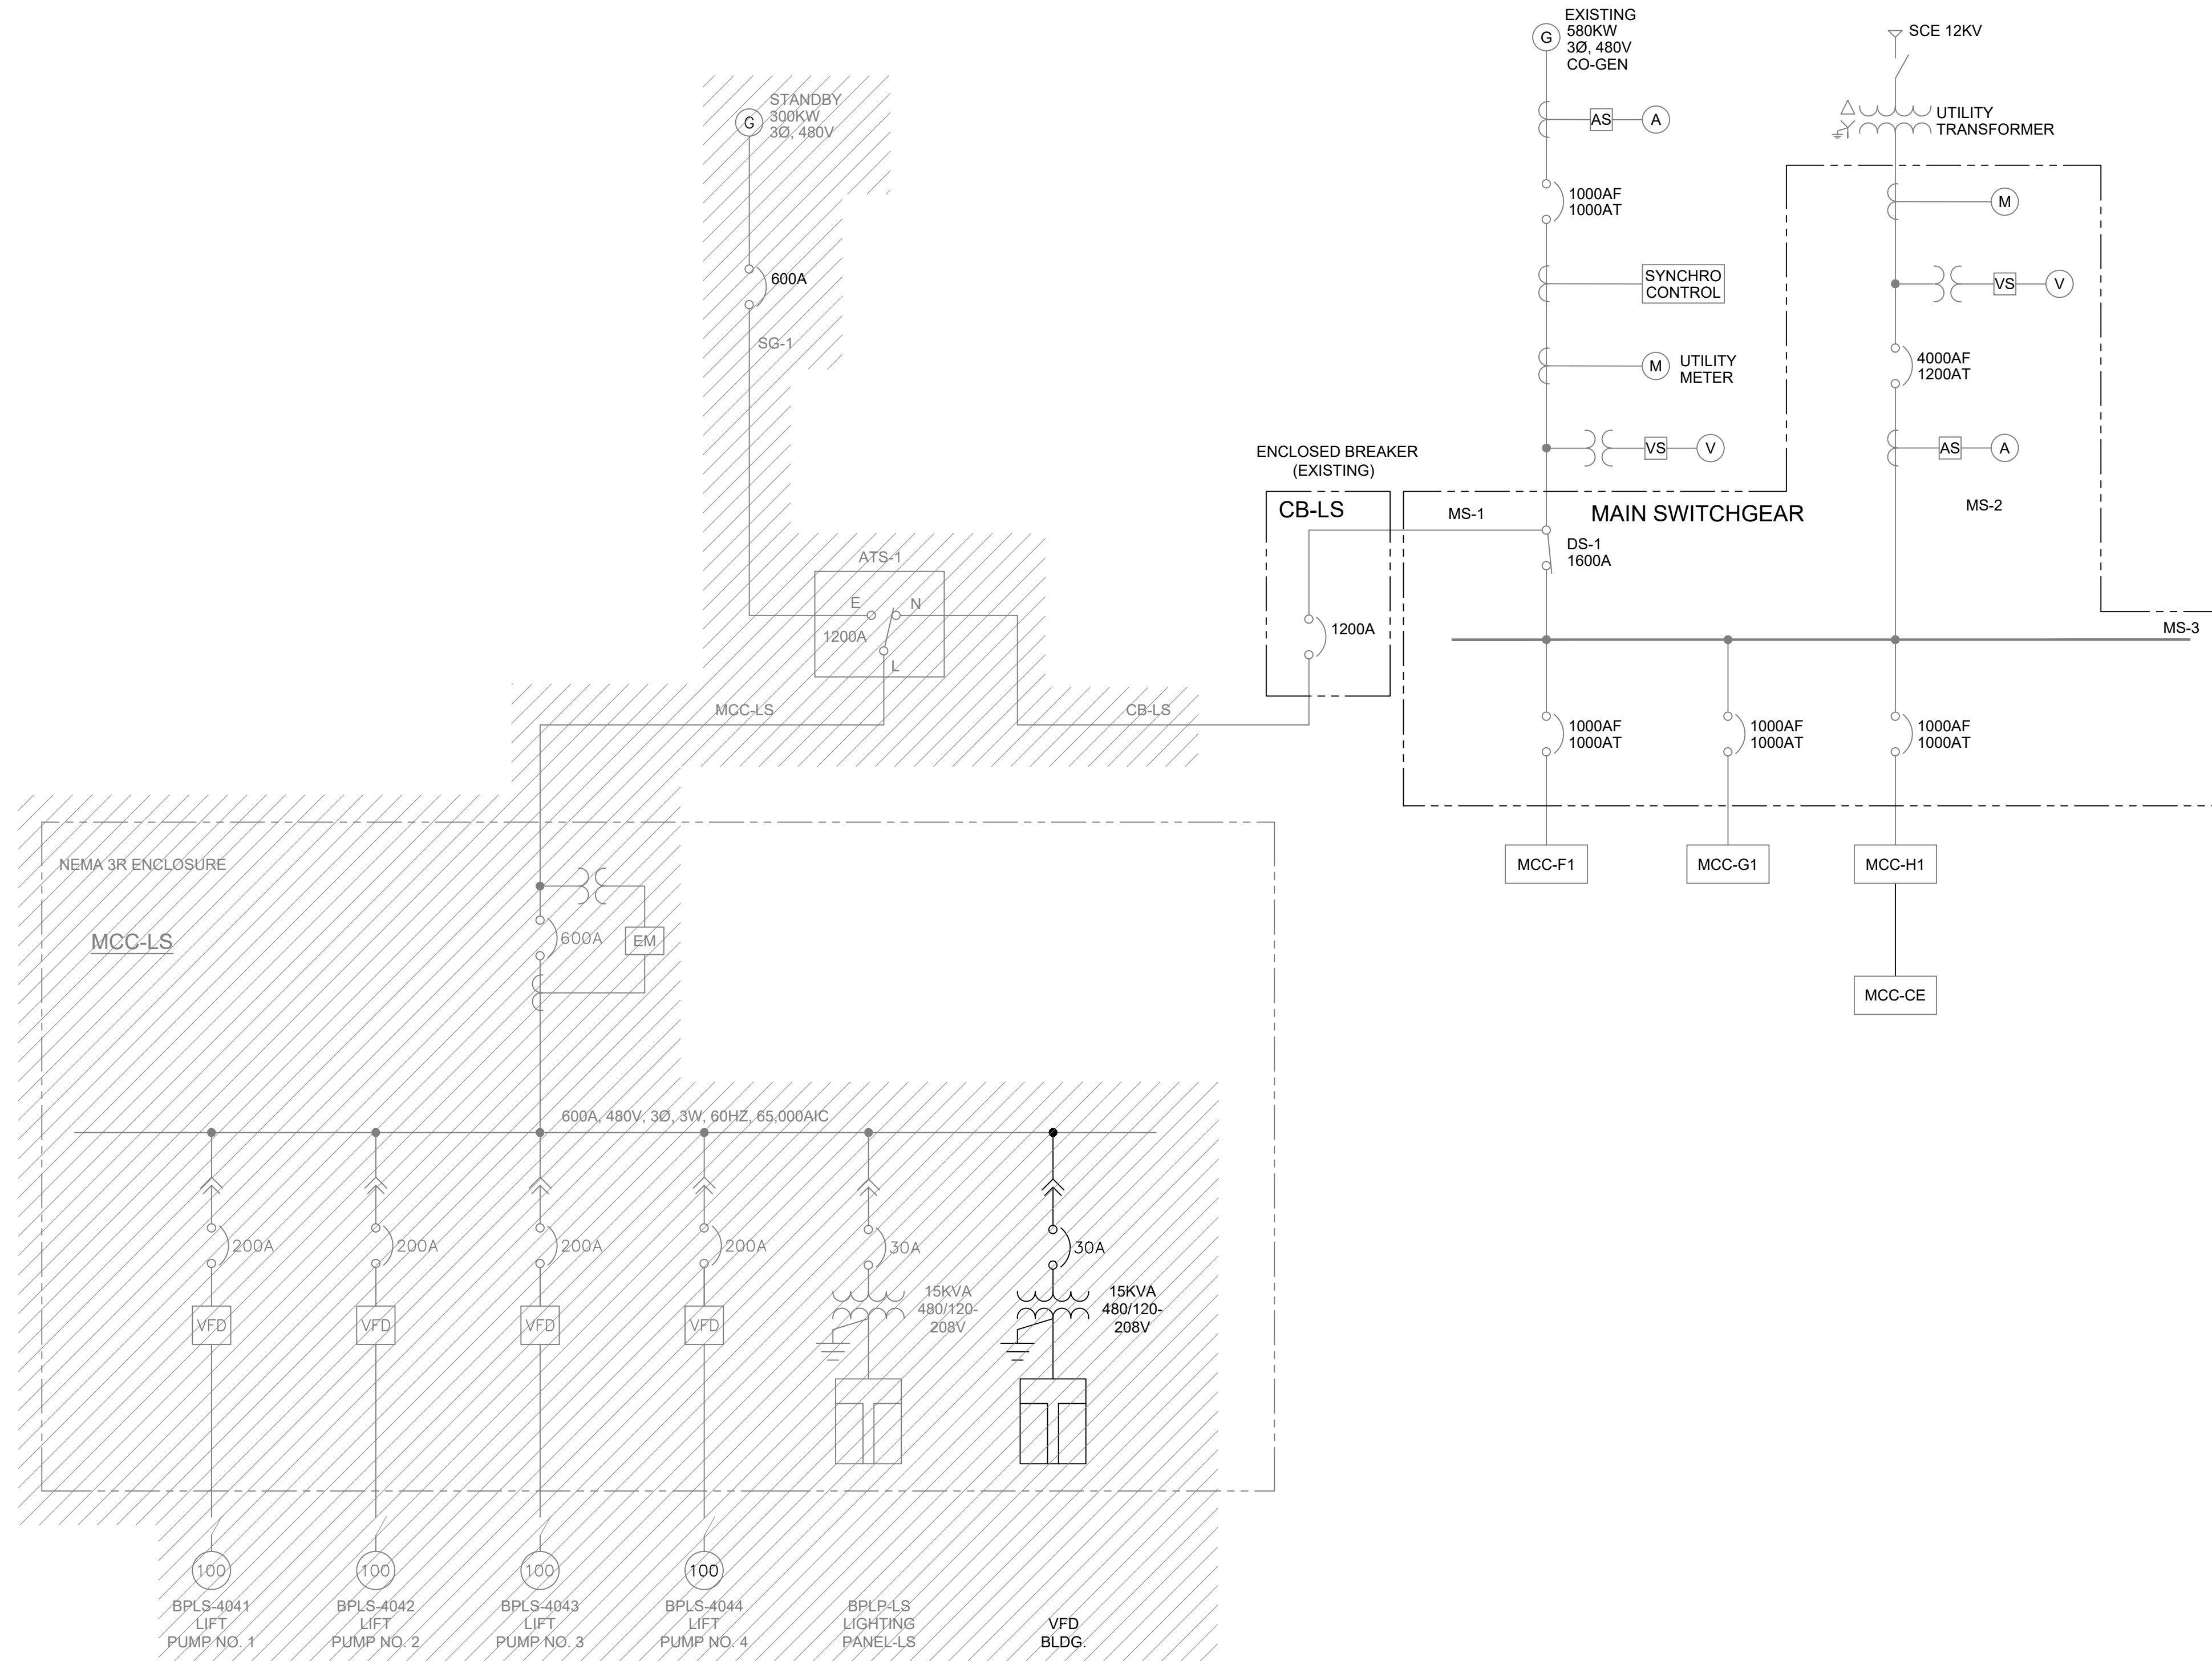 EXISTING
580KW
3Ø, 480V
CO-GEN
G
SCE 12KV
STANDBY
300KW
3Ø, 480V
G
AS
A
UTILITY
TRANSFORMER
1000AF
1000AT
M
600A
SYNCHRO
CONTROL
VS
V
SG-1
M
UTILITY
METER
4000AF
1200AT
ENCLOSED BREAKER
(EXISTING)
VS
V
AS
A
CB-LS
MS-1
MAIN SWITCHGEAR
MS-2
DS-1
1600A
ATS-1
E
N
1200A
L
1200A
MS-3
MCC-LS
CB-LS
1000AF
1000AT
1000AF
1000AT
1000AF
1000AT
NEMA 3R ENCLOSURE
MCC-F1
MCC-G1
MCC-H1
MCC-LS
600A
EM
MCC-CE
600A, 480V, 3Ø, 3W, 60HZ, 65,000AIC
200A
200A
200A
200A
30A
30A
VFD
VFD
VFD
VFD
15KVA
480/120-
208V
15KVA
480/120-
208V
100
100
100
100
BPLS-4041
LIFT
PUMP NO. 1
BPLS-4042
LIFT
PUMP NO. 2
BPLS-4043
LIFT
PUMP NO. 3
BPLS-4044
LIFT
PUMP NO. 4
BPLP-LS
LIGHTING
PANEL-LS
VFD
BLDG.